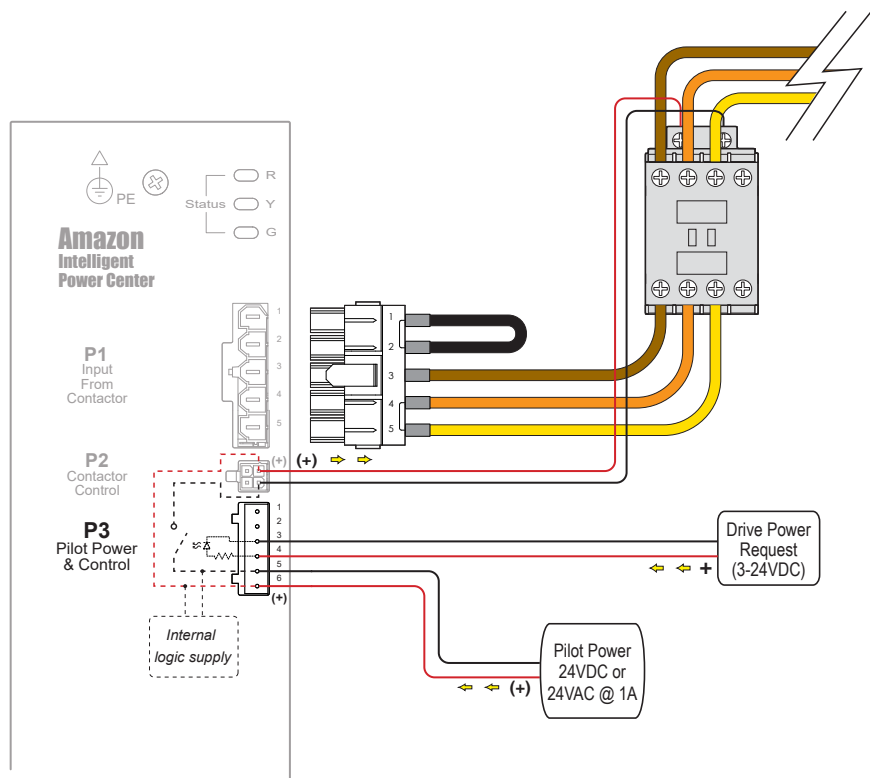 PE
Status
R
Y
G
Amazon
Intelligent
Power Center
P1
Input
From
Contactor
1
2
3
4
5
1
2
3
4
5
P2
Contactor
Control
(+)
(+)
P3
Pilot Power
& Control
1
2
3
4
5
6
(+)
Internal
logic supply
Drive Power
Request
(3-24VDC)
+
Pilot Power
24VDC or
24VAC @ 1A
(+)